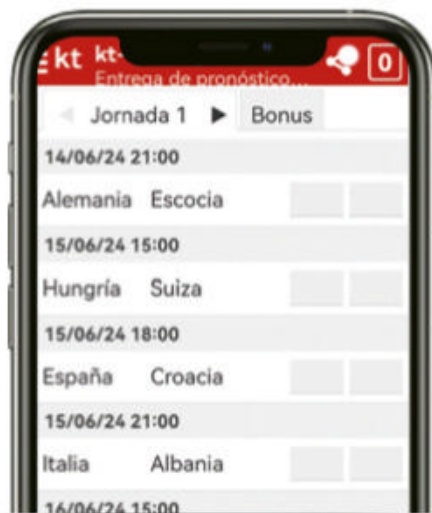 kt kt- 0
Entrega de pronóstico...
Jornada 1 Bonus
14/06/24 21:00
Alemania Escocia
15/06/24 15:00
Hungría Suiza
15/06/24 18:00
España Croacia
15/06/24 21:00
Italia Albania
16/06/24 15:00